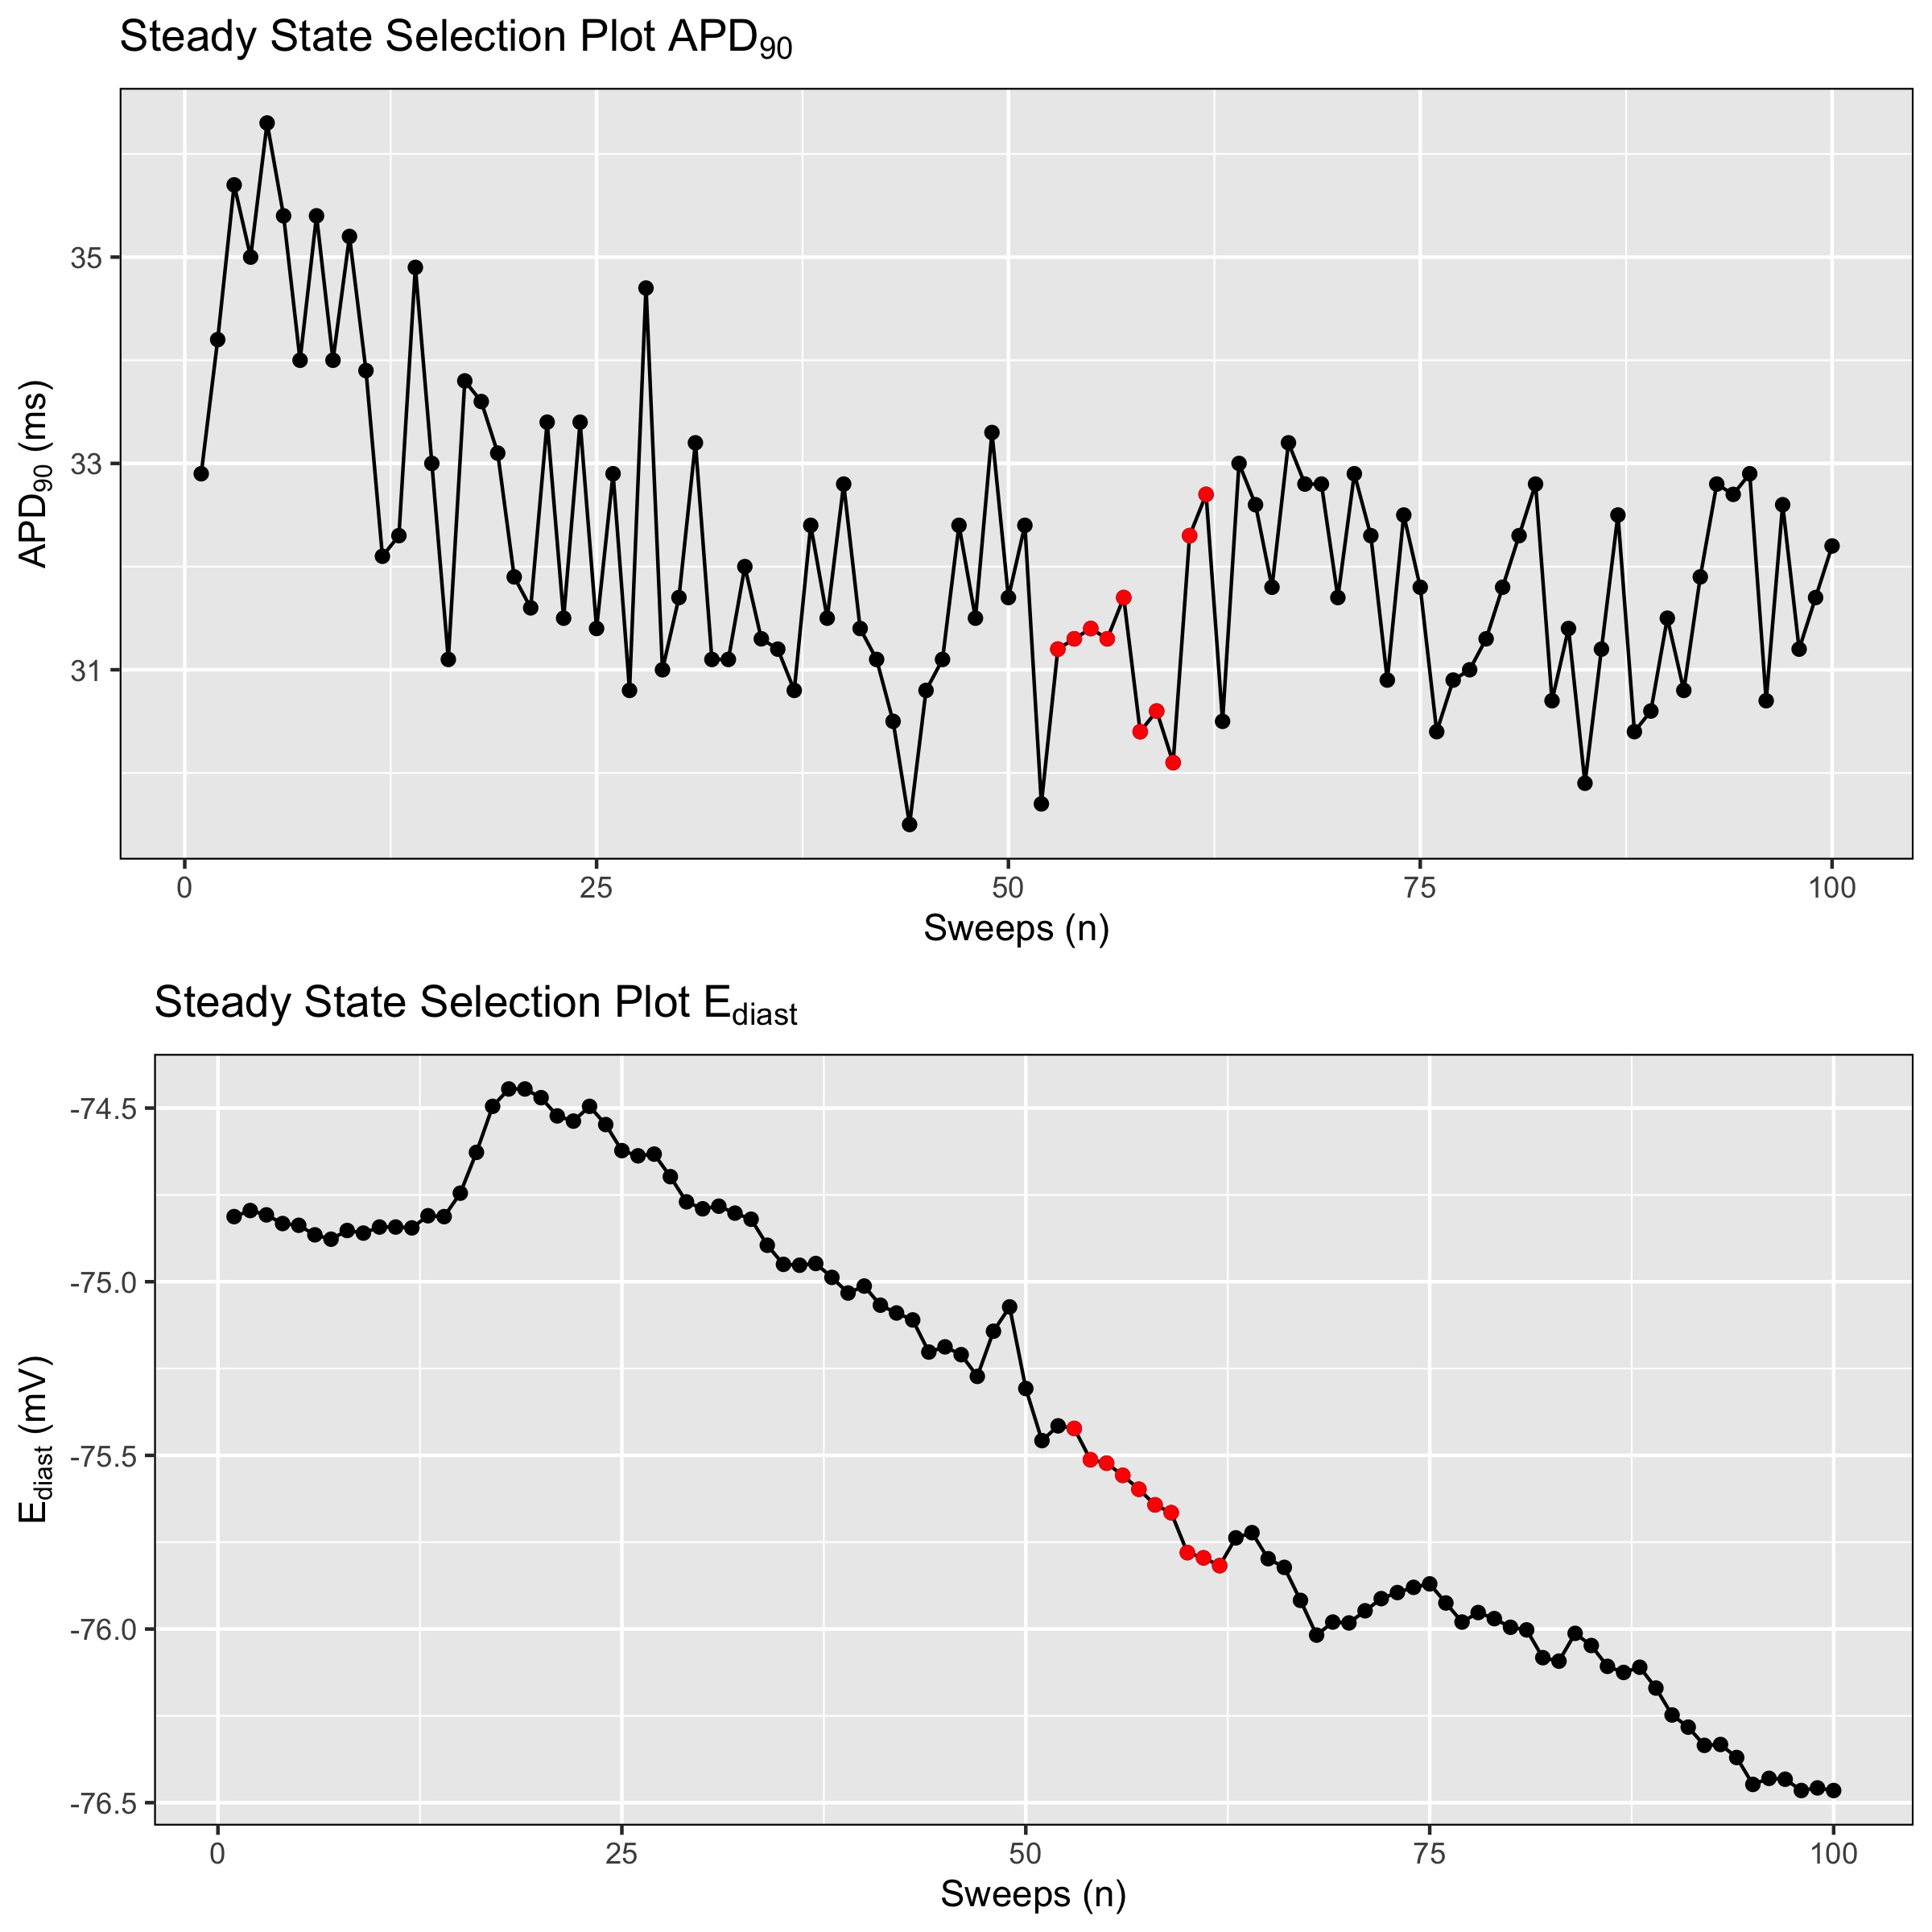 Steady State Selection Plot APD90
APD90 (ms)
35
33
31
0 25 50 75 100
Sweeps (n)
Steady State Selection Plot Ediast
Ediast (mV)
-74.5
-75.0
-75.5
-76.0
-76.5
0 25 50 75 100
Sweeps (n)